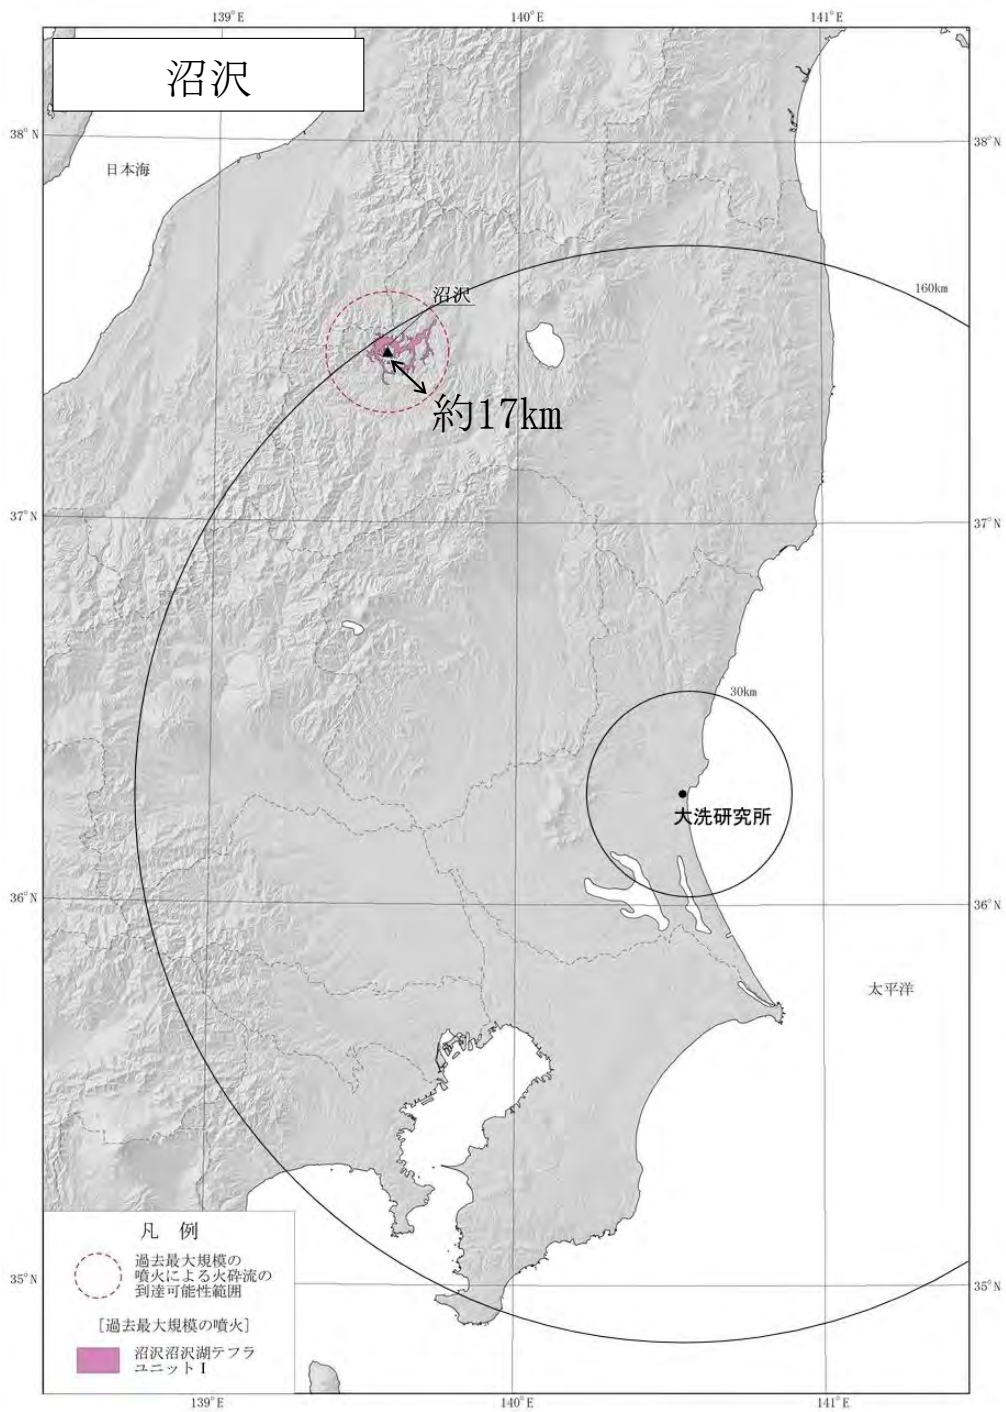 139°E
140°E
141°E
沼沢
38°N
38°N
日本海
160km
沼沢
約17km
37°N
37°N
30km
大洗研究所
36°N
36°N
太平洋
凡 例
過去最大規模の
噴火による火砕流の
到達可能性範囲
[過去最大規模の噴火]
沼沢沼沢湖テフラ
ユニットⅠ
35°N
35°N
139°E
140°E
141°E